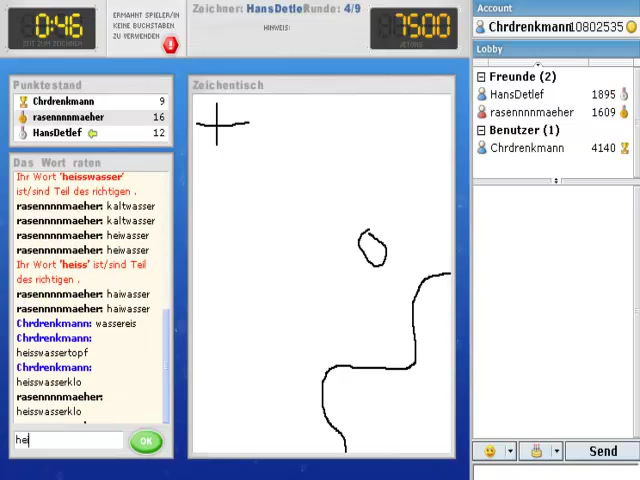 0:46
ZEIT ZUM ZEICHNEN
ERMAHNT SPIELER/IN
KEINE BUCHSTABEN
ZU VERWENDEN
Zeichner: HansDetle
Runde: 4/9
HINWEIS:
7500
JETONS
Account
Chrdrenkmann 10802535
Lobby
Freunde (2)
HansDetlef 1895
rasennnnmaeher 1609
Benutzer (1)
Chrdrenkmann 4140
Punktestand
Chrdrenkmann 9
rasennnnmaeher 16
HansDetlef 12
Zeichentisch
Das Wort raten
Ihr Wort 'heisswasser'
ist/sind Teil des richtigen .
rasennnnmaeher: kaltwasser
rasennnnmaeher: kaltwasser
rasennnnmaeher: heiwasser
rasennnnmaeher: heiwasser
Ihr Wort 'heiss' ist/sind Teil
des richtigen .
rasennnnmaeher: haiwasser
rasennnnmaeher: haiwasser
Chrdrenkmann: wassereis
Chrdrenkmann:
heisswassertopf
Chrdrenkmann:
heisswasserklo
rasennnnmaeher:
heisswasserklo
hei
OK
Send